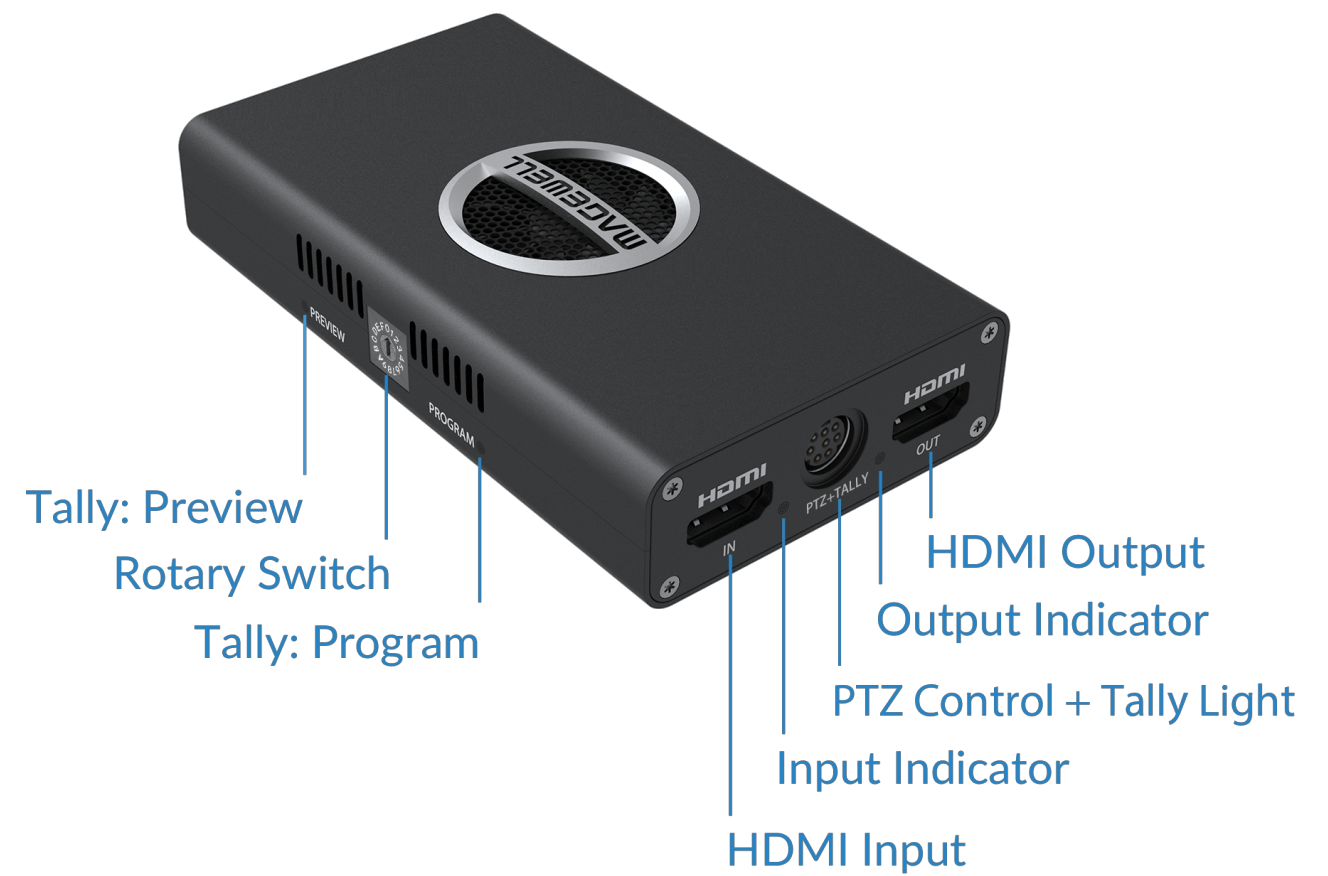 MAGEWELL
PREVIEW
PROGRAM
HDMI
IN
PTZ+TALLY
HDMI
OUT
Tally: Preview
Rotary Switch
Tally: Program
HDMI Output
Output Indicator
PTZ Control + Tally Light
Input Indicator
HDMI Input